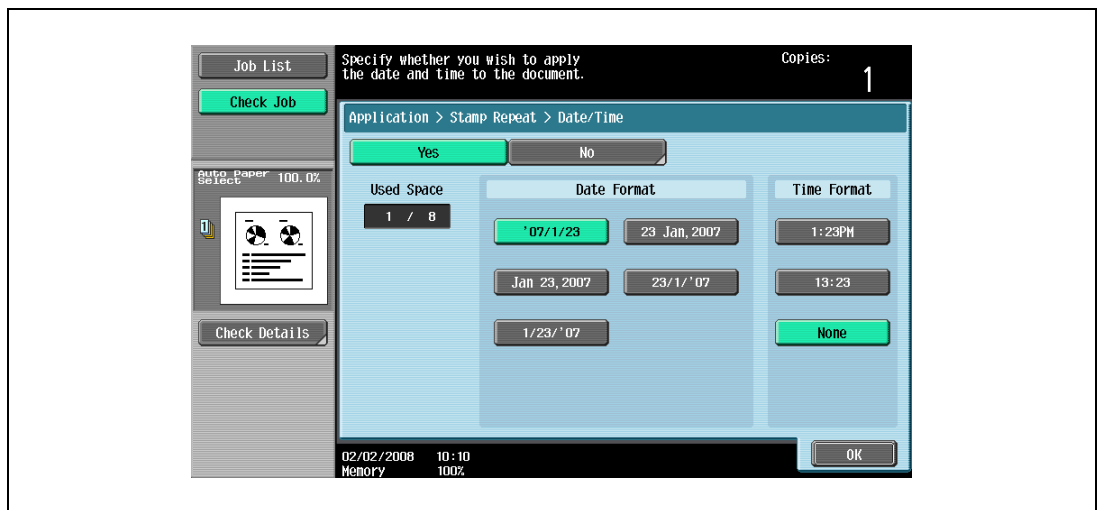 Job List
Check Job
Specify whether you wish to apply
the date and time to the document.
Copies:
1
Application > Stamp Repeat > Date/Time
Yes
No
Auto Paper
Select
100.0%
1
Used Space
Date Format
Time Format
1 / 8
'07/1/23
23 Jan,2007
1:23PM
Jan 23,2007
23/1/'07
13:23
Check Details
1/23/'07
None
02/02/2008 10:10
Memory 100%
OK